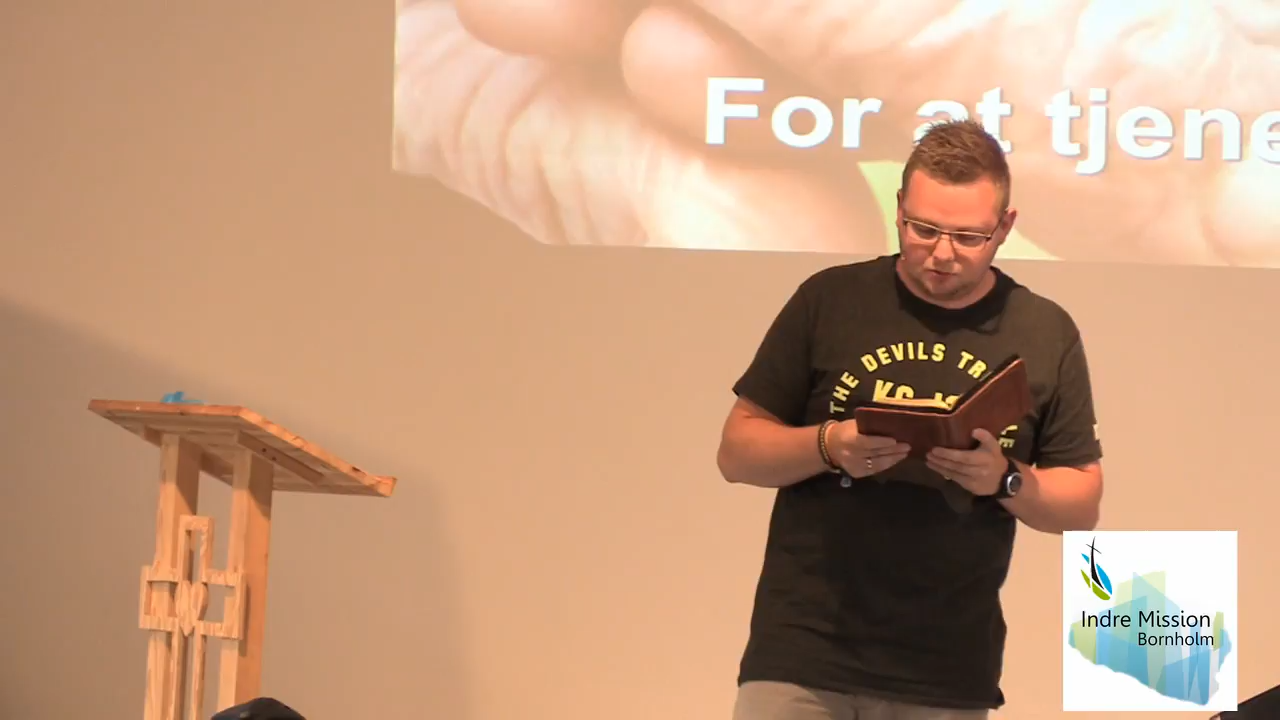 For at tjene
THE DEVILS
Indre Mission
Bornholm